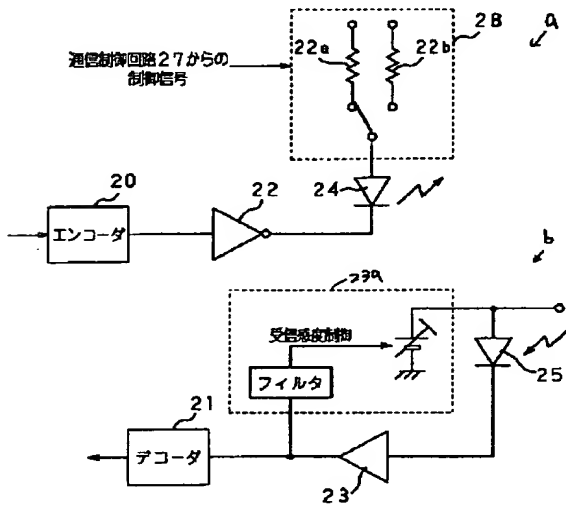 28
a
22a
22b
通信制御回路27からの
制御信号
24
20
22
エンコーダ
b
239
受信感度制御
フィルタ
25
21
デコーダ
23